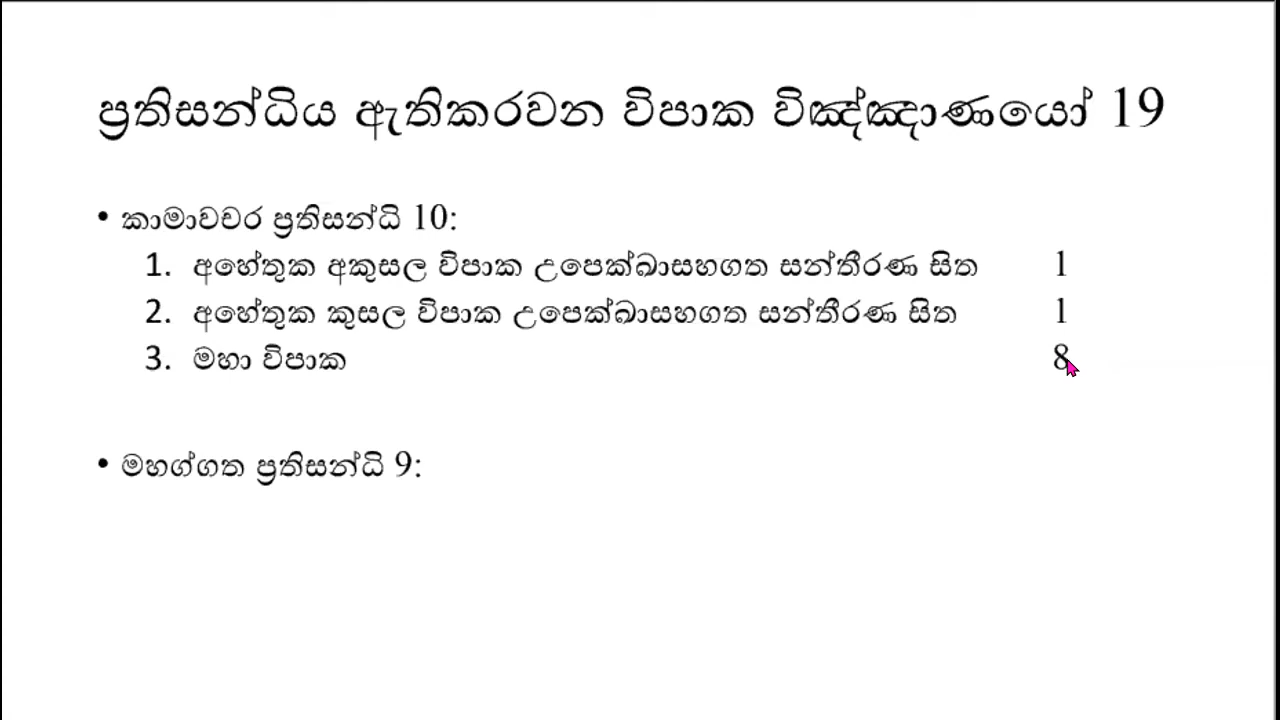 ප්‍රතිසන්ධිය ඇතිකරවන විපාක විඤ්ඤාණයෝ 19
• කාමාවචර ප්‍රතිසන්ධි 10:
1. අහේතුක අකුසල විපාක උපෙක්ඛාසහගත සන්තීරණ සිත 1
2. අහේතුක කුසල විපාක උපෙක්ඛාසහගත සන්තීරණ සිත 1
3. මහා විපාක 8
• මහග්ගත ප්‍රතිසන්ධි 9: